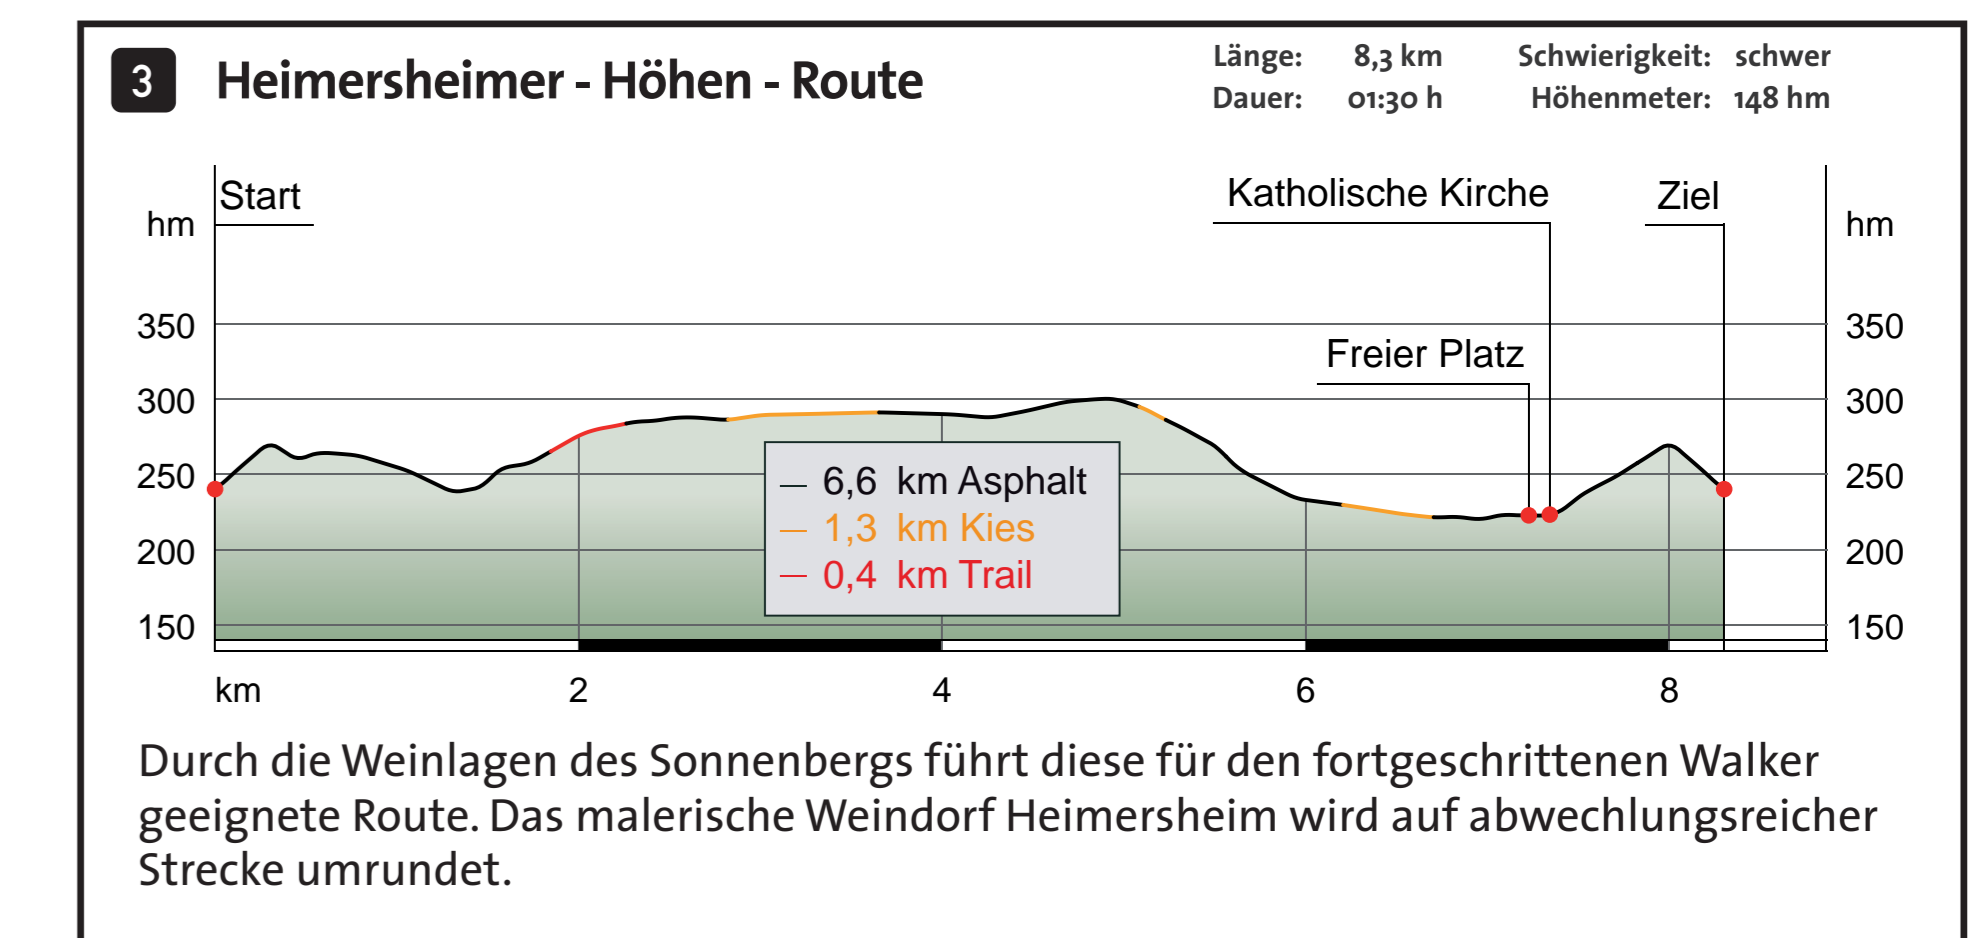 3 Heimersheimer - Höhen - Route
Länge: 8,3 km Schwierigkeit: schwer
Dauer: 01:30 h Höhenmeter: 148 hm
Start Katholische Kirche Ziel
hm hm
350 350
Freier Platz
300 300
250 250
6,6 km Asphalt
1,3 km Kies
200 200
0,4 km Trail
150 150
km 2 4 6 8
Durch die Weinlagen des Sonnenbergs führt diese für den fortgeschrittenen Walker
geeignete Route. Das malerische Weindorf Heimersheim wird auf abwechlungsreicher
Strecke umrundet.